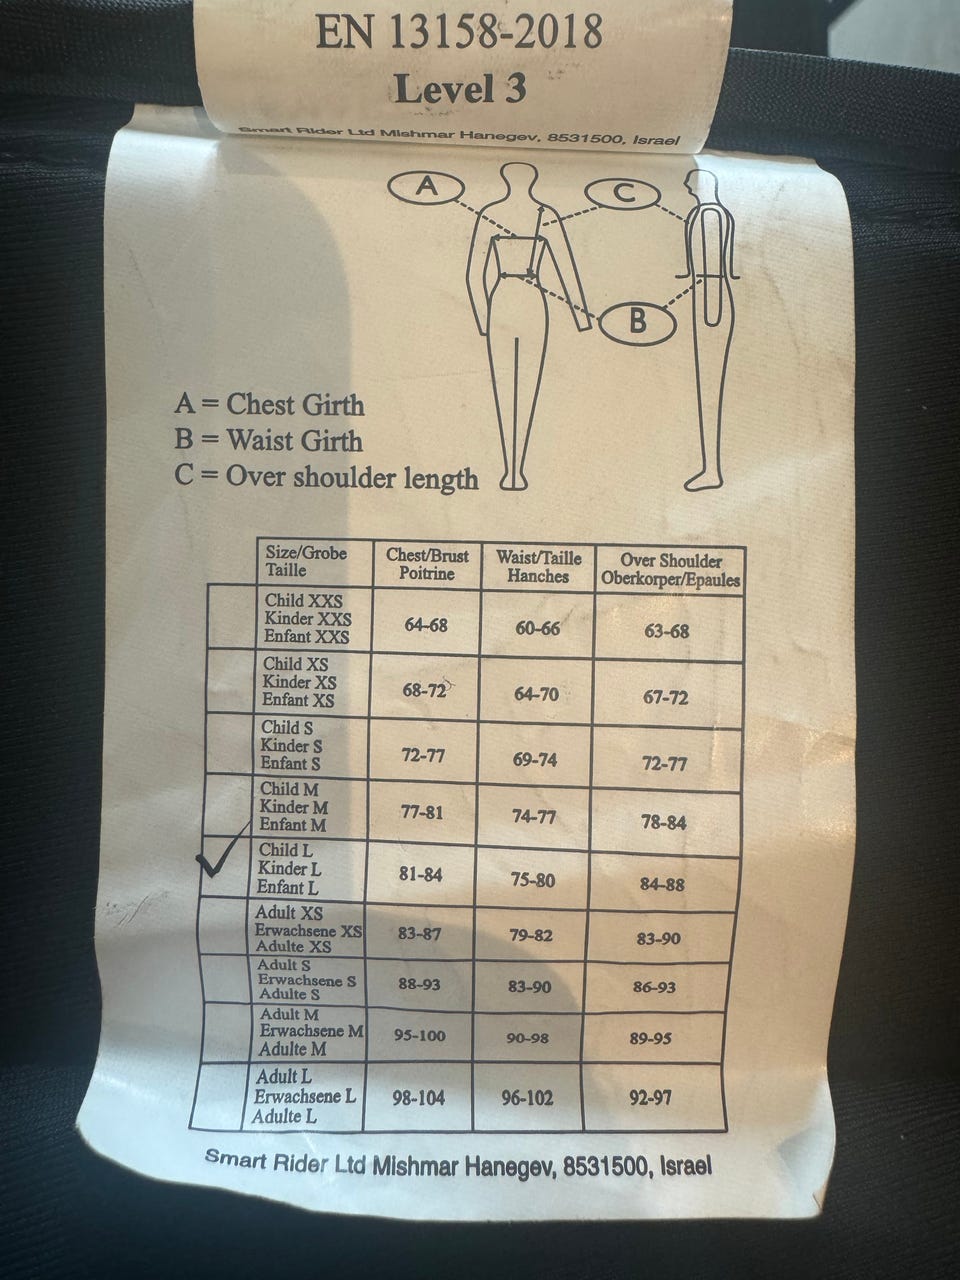 EN 13158-2018
Level 3
Smart Rider Ltd Mishmar Hanegev, 8531500, Israel
A
C
B
A = Chest Girth
B = Waist Girth
C = Over shoulder length
Size/Grobe
Taille
Chest/Brust
Poitrine
Waist/Taille
Hanches
Over Shoulder
Oberkorper/Epaules
Child XXS
Kinder XXS
Enfant XXS
64-68
60-66
63-68
Child XS
Kinder XS
Enfant XS
68-72
64-70
67-72
Child S
Kinder S
Enfant S
72-77
69-74
72-77
Child M
Kinder M
Enfant M
77-81
74-77
78-84
Child L
Kinder L
Enfant L
81-84
75-80
84-88
Adult XS
Erwachsene XS
Adulte XS
83-87
79-82
83-90
Adult S
Erwachsene S
Adulte S
88-93
83-90
86-93
Adult M
Erwachsene M
Adulte M
95-100
90-98
89-95
Adult L
Erwachsene L
Adulte L
98-104
96-102
92-97
Smart Rider Ltd Mishmar Hanegev, 8531500, Israel